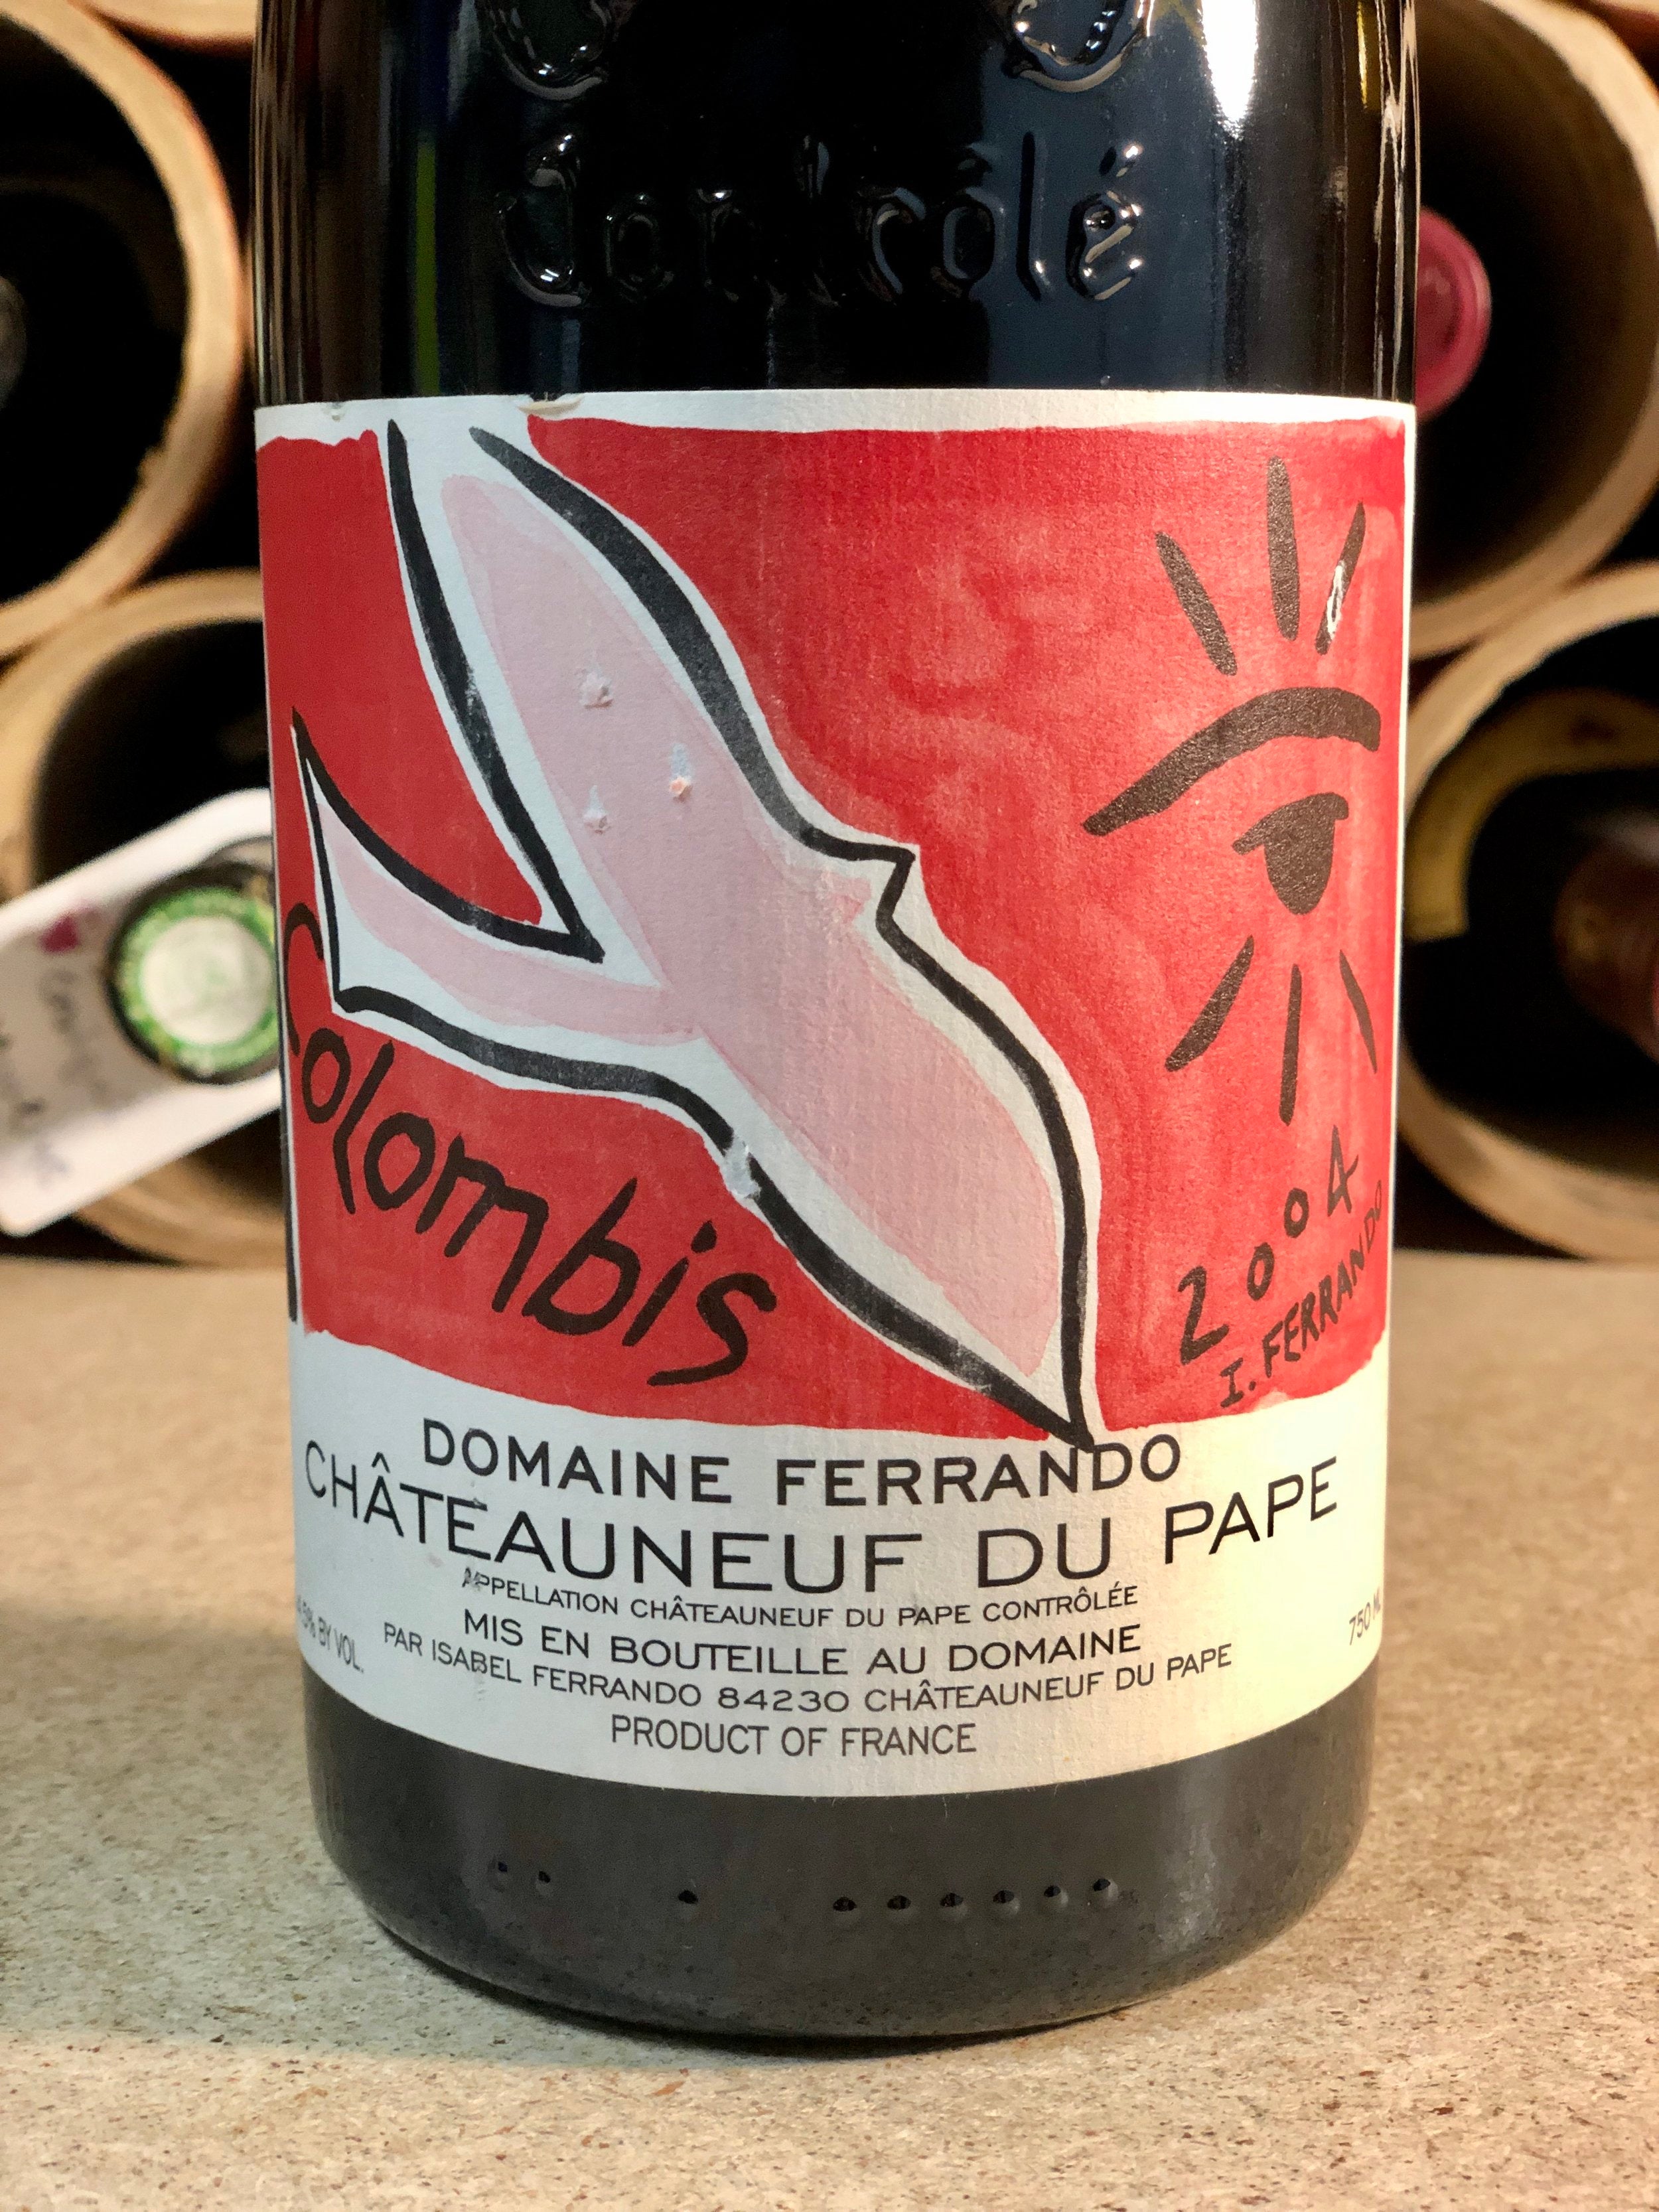 Contrôlé
Colombis
2004
I. FERRANDO
DOMAINE FERRANDO
CHÂTEAUNEUF DU PAPE
APPELLATION CHÂTEAUNEUF DU PAPE CONTRÔLÉE
MIS EN BOUTEILLE AU DOMAINE
BY VOL.
750 ML
PAR ISABEL FERRANDO 84230 CHÂTEAUNEUF DU PAPE
PRODUCT OF FRANCE